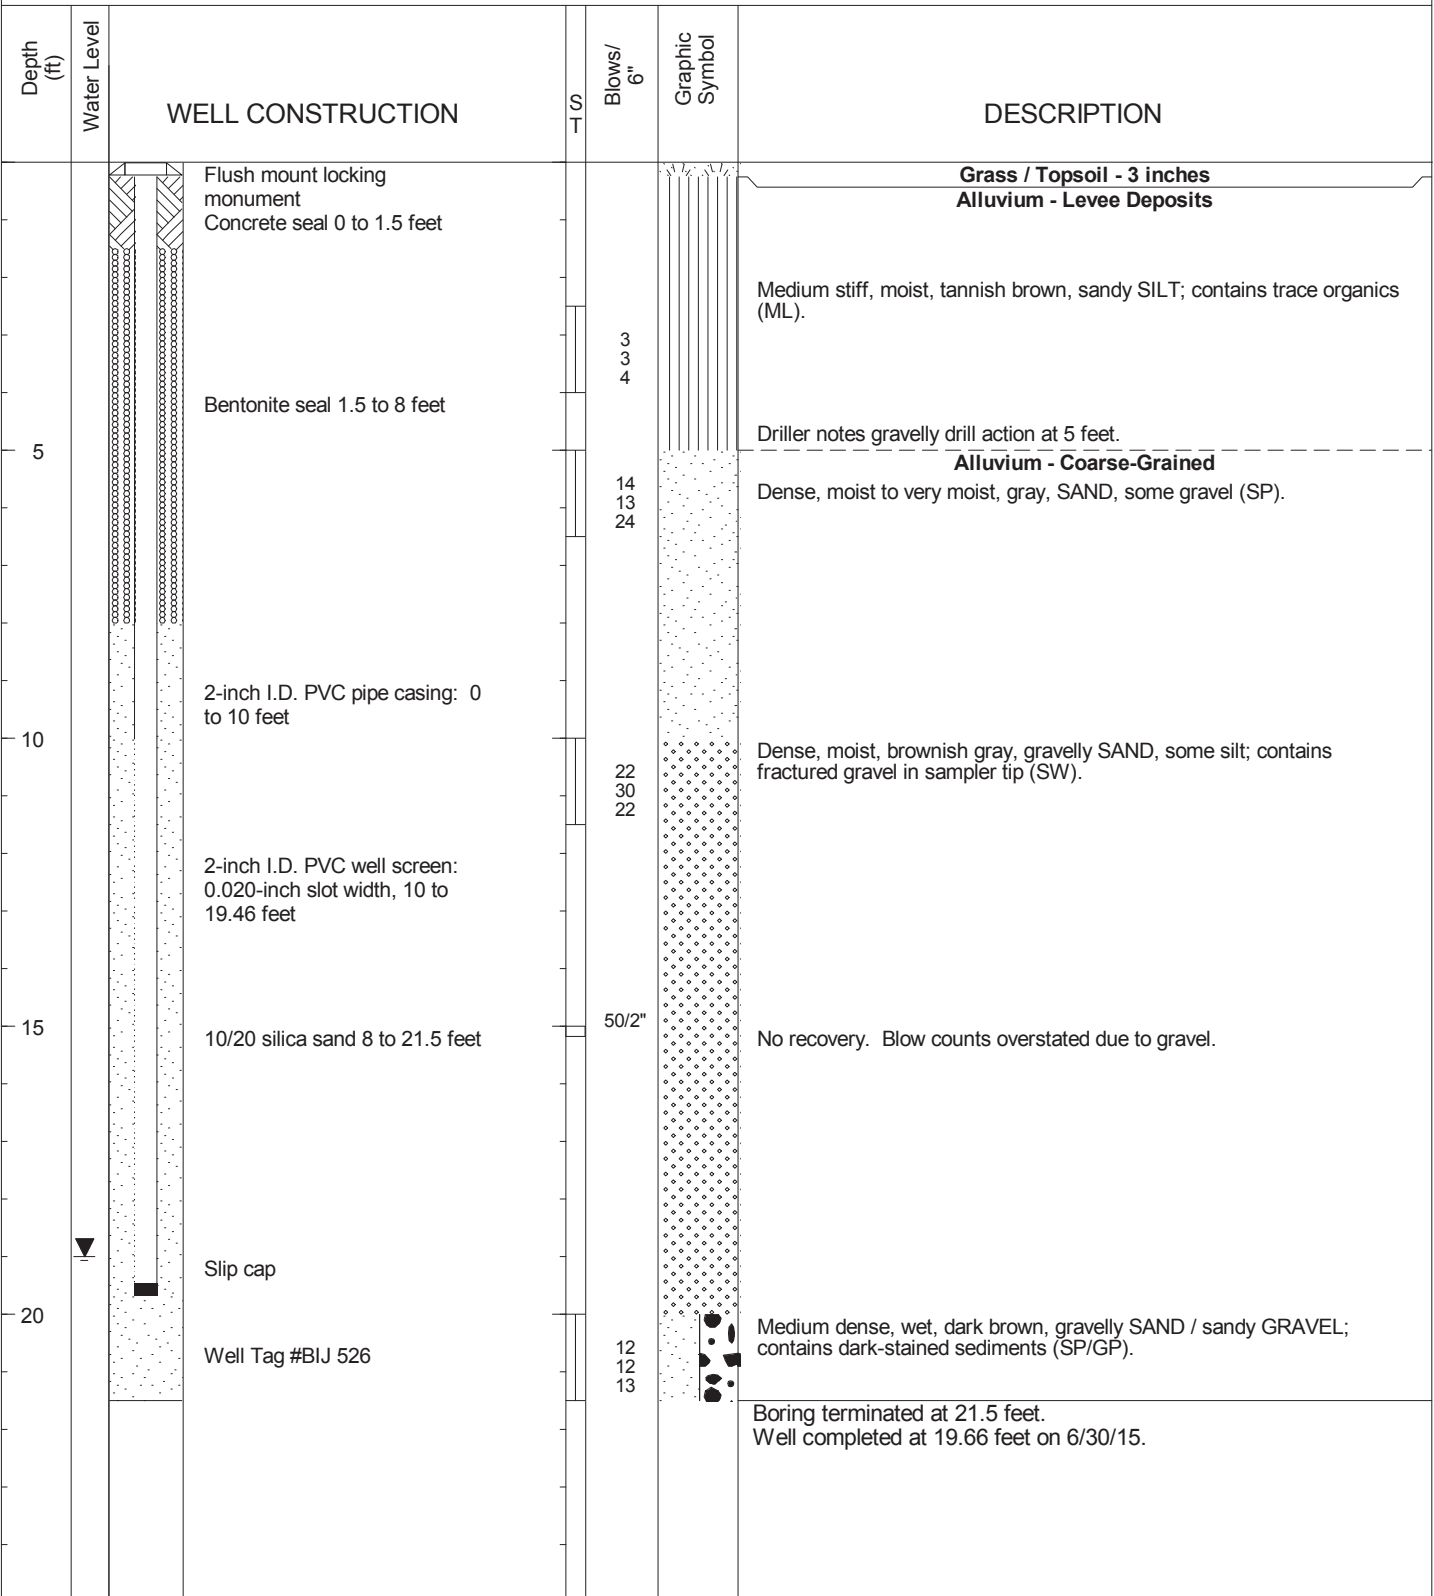 Depth
(ft)
Water Level
WELL CONSTRUCTION
S
T
Blows/
6"
Graphic
Symbol
DESCRIPTION
Flush mount locking
monument
Concrete seal 0 to 1.5 feet
Grass / Topsoil - 3 inches
Alluvium - Levee Deposits
Medium stiff, moist, tannish brown, sandy SILT; contains trace organics
(ML).
3
3
4
Bentonite seal 1.5 to 8 feet
Driller notes gravelly drill action at 5 feet.
5
Alluvium - Coarse-Grained
14
13
24
Dense, moist to very moist, gray, SAND, some gravel (SP).
2-inch I.D. PVC pipe casing: 0
to 10 feet
10
22
30
22
Dense, moist, brownish gray, gravelly SAND, some silt; contains
fractured gravel in sampler tip (SW).
2-inch I.D. PVC well screen:
0.020-inch slot width, 10 to
19.46 feet
15
10/20 silica sand 8 to 21.5 feet
50/2"
No recovery. Blow counts overstated due to gravel.
Slip cap
20
Well Tag #BIJ 526
12
12
13
Medium dense, wet, dark brown, gravelly SAND / sandy GRAVEL;
contains dark-stained sediments (SP/GP).
Boring terminated at 21.5 feet.
Well completed at 19.66 feet on 6/30/15.